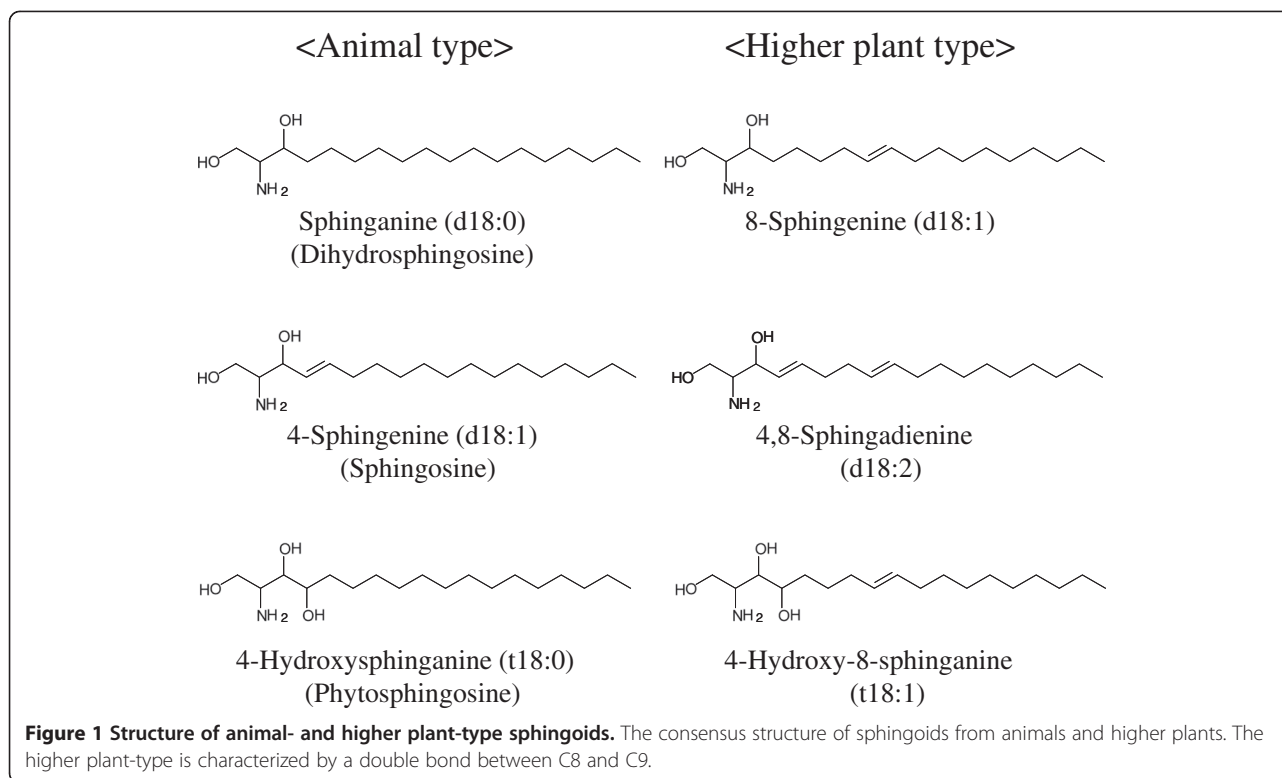 <Animal type>
<Higher plant type>
OH
HO
NH2
Sphinganine (d18:0)
(Dihydrosphingosine)
OH
HO
NH2
8-Sphingenine (d18:1)
OH
HO
NH2
4-Sphingenine (d18:1)
(Sphingosine)
OH
HO
NH2
4,8-Sphingadienine
(d18:2)
OH
HO
NH2 OH
4-Hydroxysphinganine (t18:0)
(Phytosphingosine)
OH
HO
NH2 OH
4-Hydroxy-8-sphinganine
(t18:1)
Figure 1 Structure of animal- and higher plant-type sphingoids. The consensus structure of sphingoids from animals and higher plants. The
higher plant-type is characterized by a double bond between C8 and C9.